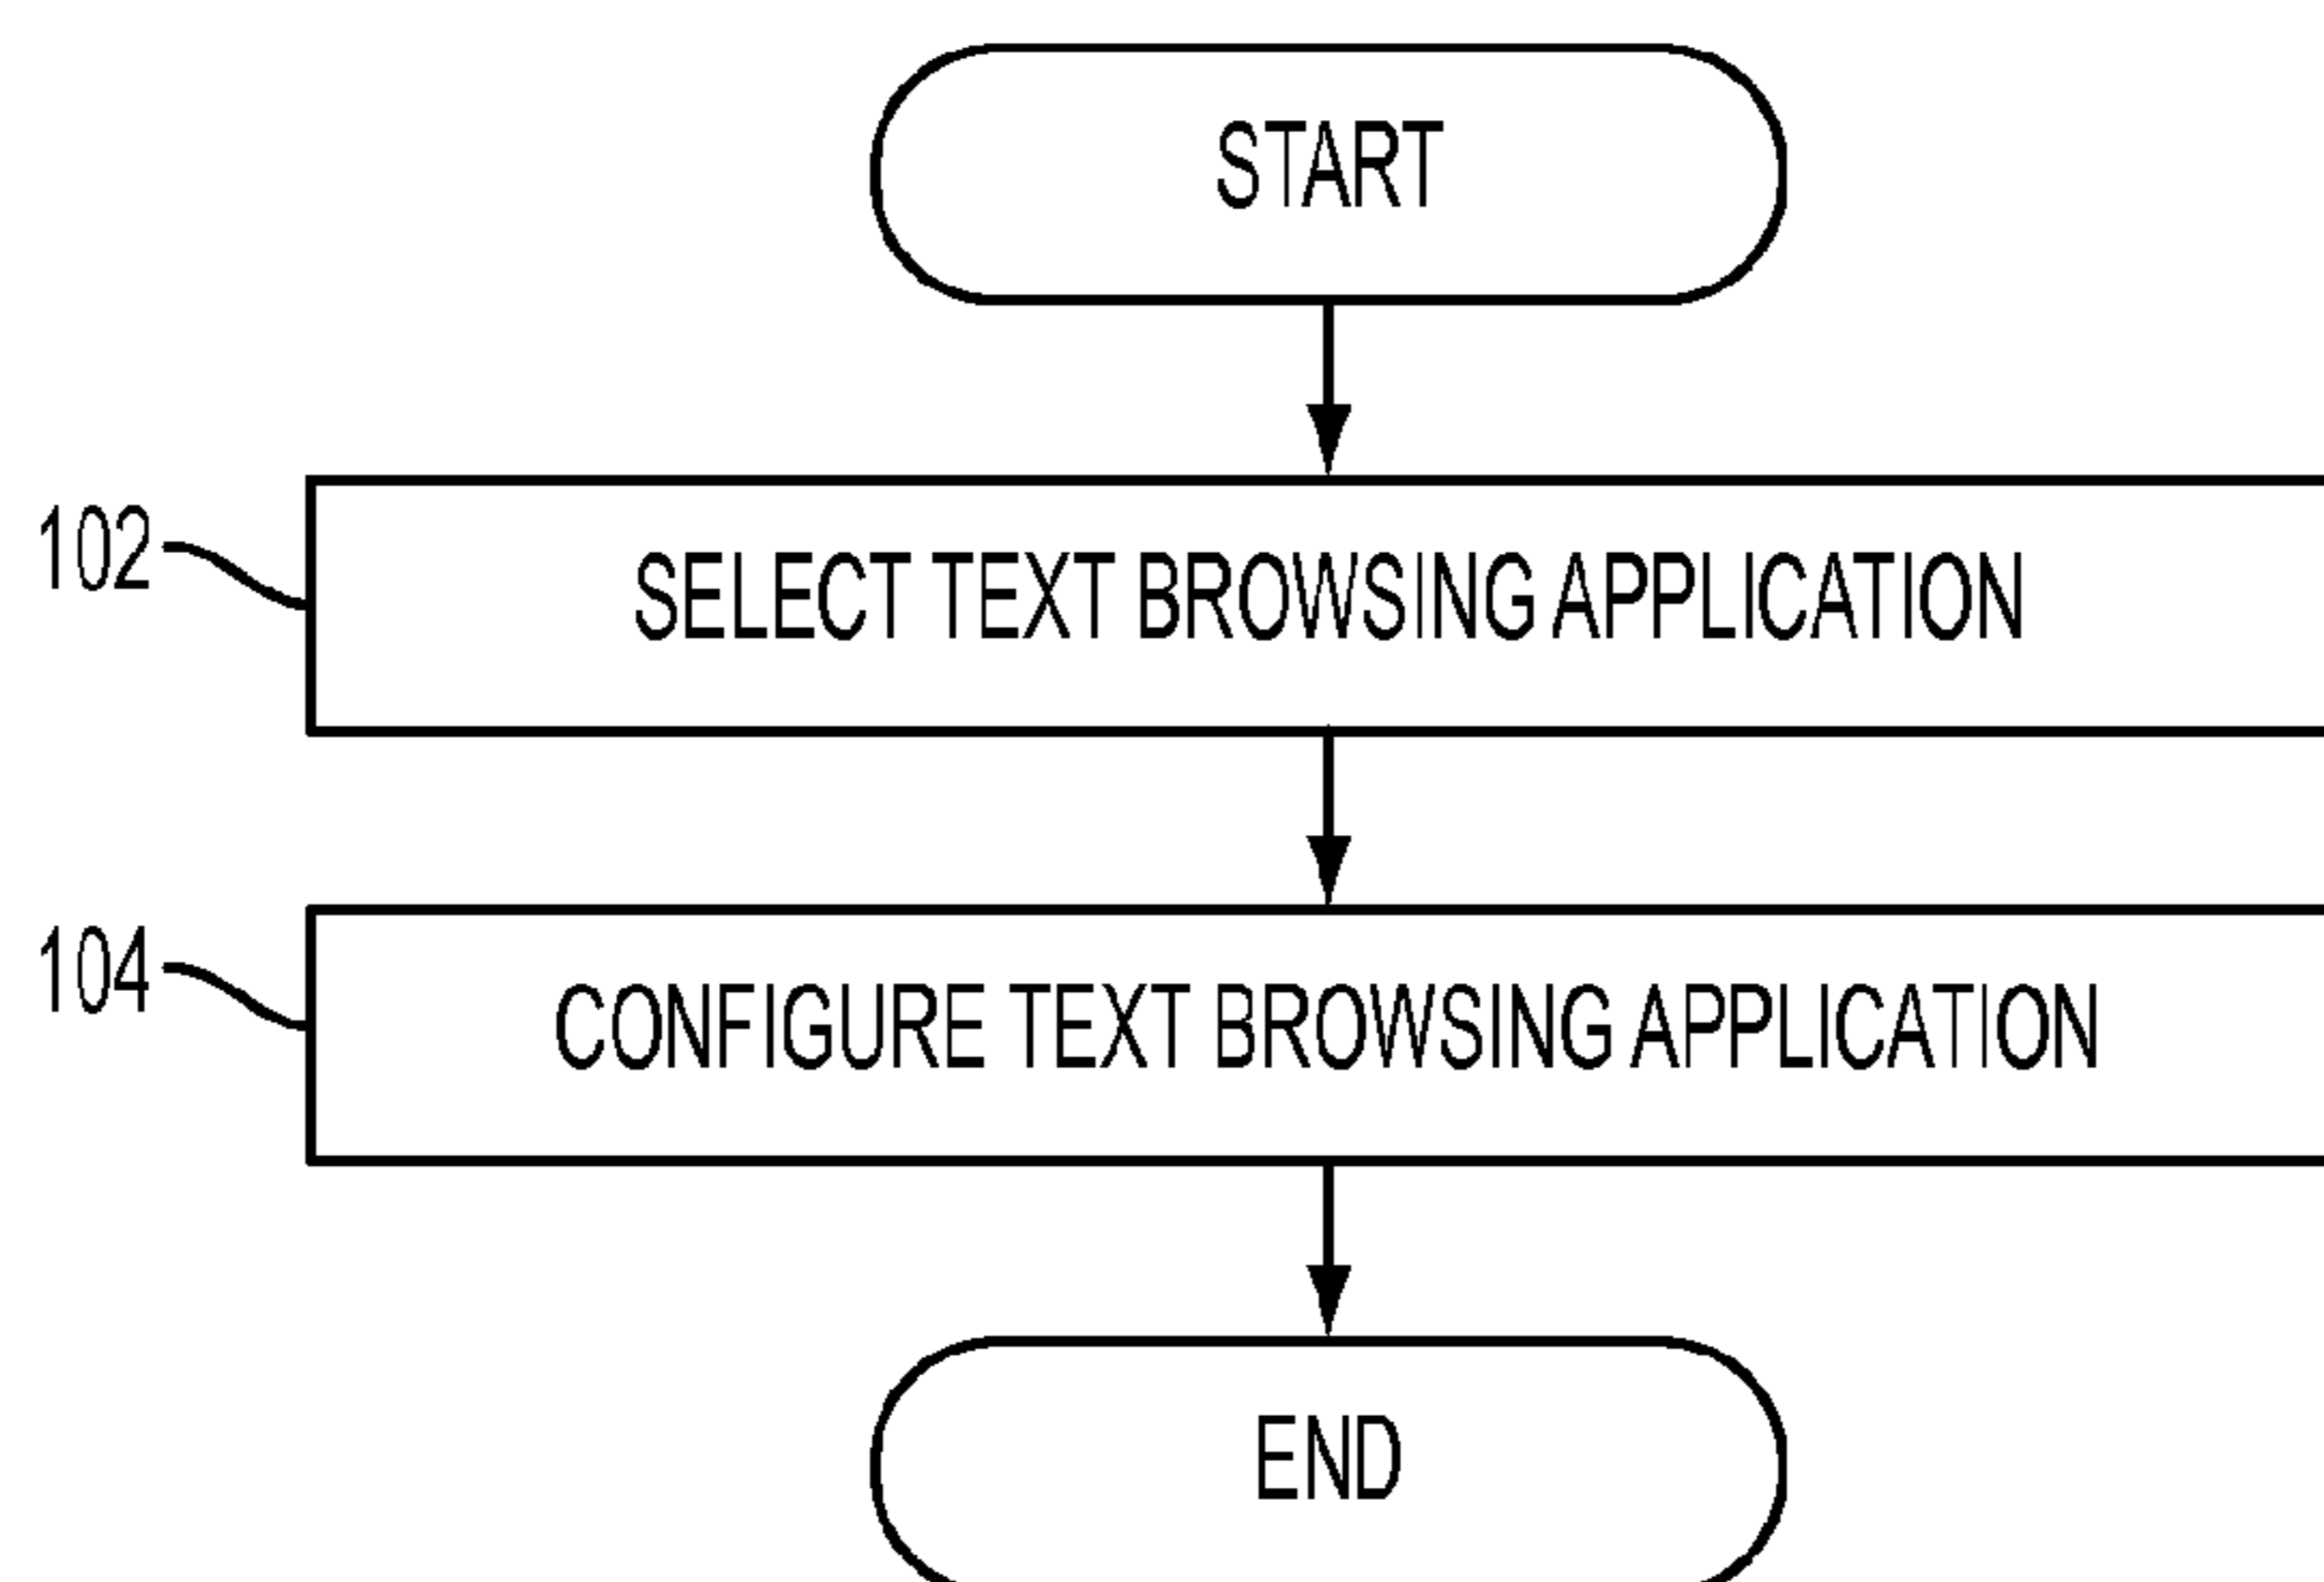 START
102
SELECT TEXT BROWSING APPLICATION
104
CONFIGURE TEXT BROWSING APPLICATION
END